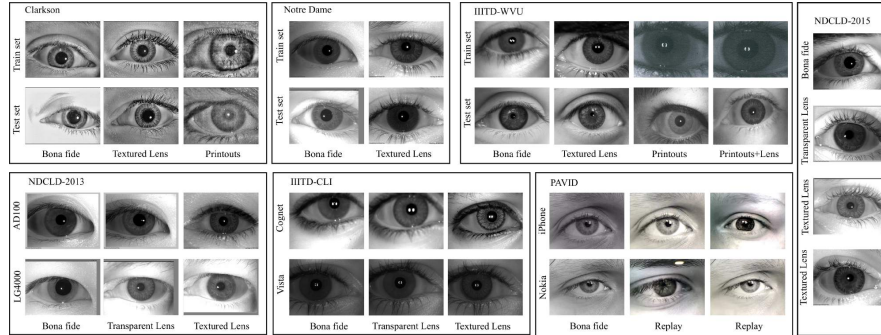 Clarkson
Train set
Test set
Bona fide Textured Lens Printouts
Notre Dame
Train set
Test set
Bona fide Textured Lens
IIITD-WVU
Train set
Test set
Bona fide Textured Lens Printouts Printouts+Lens
NDCLD-2015
Bona fide
Transparent Lens
Textured Lens
Textured Lens
NDCLD-2013
AD100
LG4000
Bona fide Transparent Lens Textured Lens
IIITD-CLI
Cognet
Vista
Bona fide Transparent Lens Textured Lens
PAVID
iPhone
Nokia
Bona fide Replay Replay